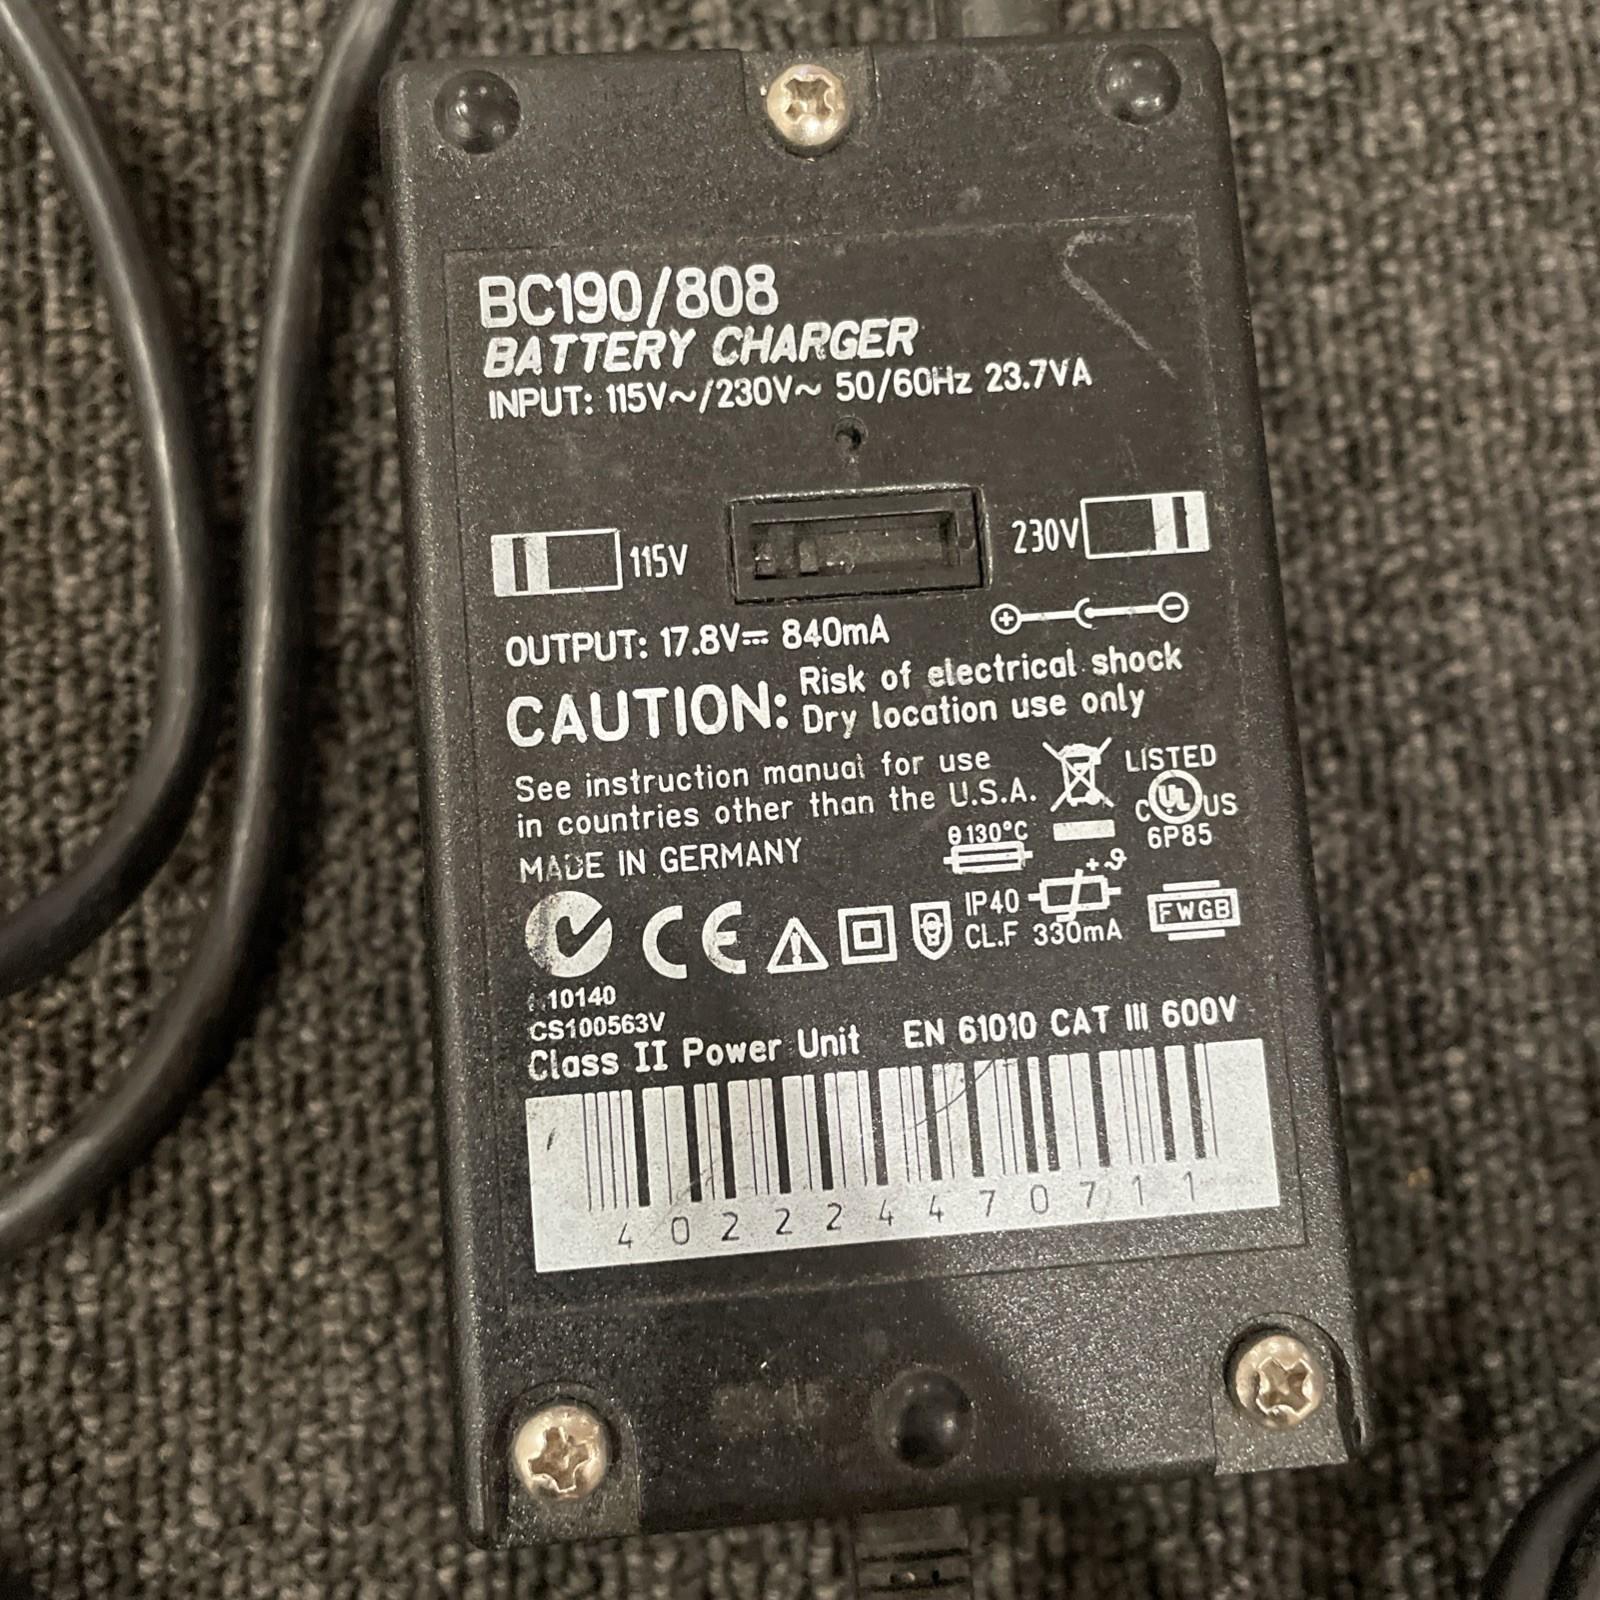 BC190/808
BATTERY CHARGER
INPUT: 115V~/230V~ 50/60Hz 23.7VA
115V
230V
OUTPUT: 17.8V⎓ 840mA
CAUTION: Risk of electrical shock
Dry location use only
See instruction manual for use
in countries other than the U.S.A.
MADE IN GERMANY
LISTED
C UL US
6P85
θ 130°C
+ϑ
IP40
CL.F 330mA
FWGB
CE
10140
CS100563V
Class II Power Unit EN 61010 CAT III 600V
402224470711